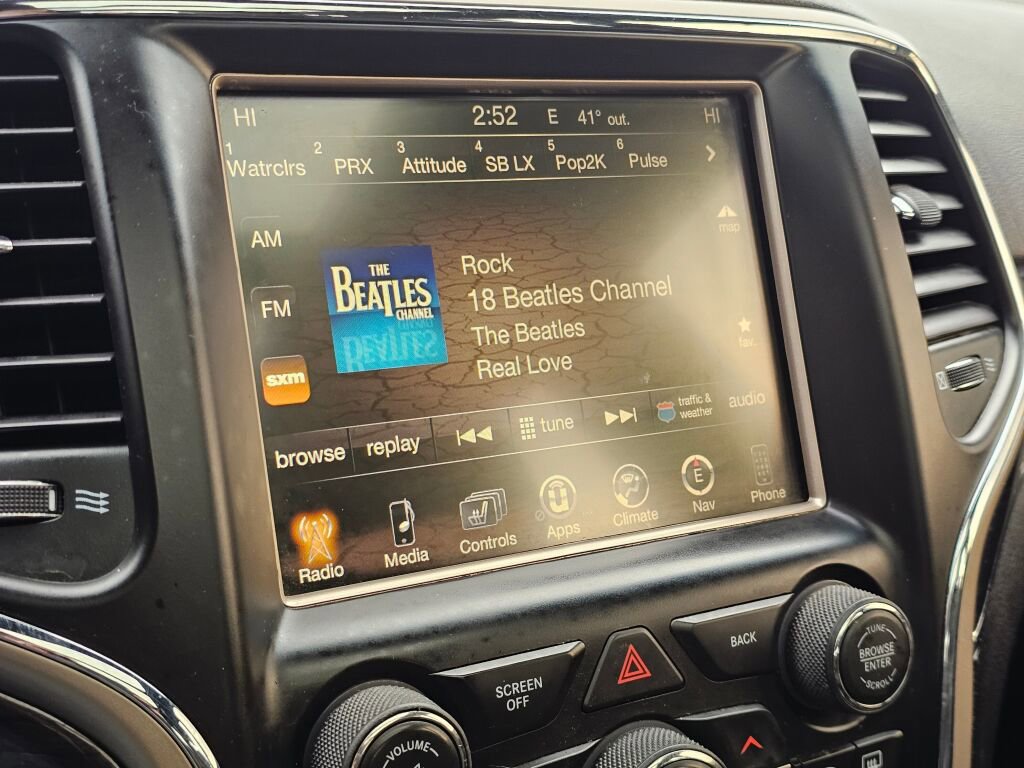 HI 2:52 E 41° out. HI
1 Watrclrs 2 PRX 3 Attitude 4 SB LX 5 Pop2K 6 Pulse
map
AM
THE
BEATLES
CHANNEL
Rock
18 Beatles Channel
The Beatles
Real Love
FM
fav.
sxm
browse replay tune traffic & weather audio
Radio Media Controls Apps Climate E Nav Phone
SCREEN OFF
BACK
TUNE
BROWSE
ENTER
SCROLL
VOLUME